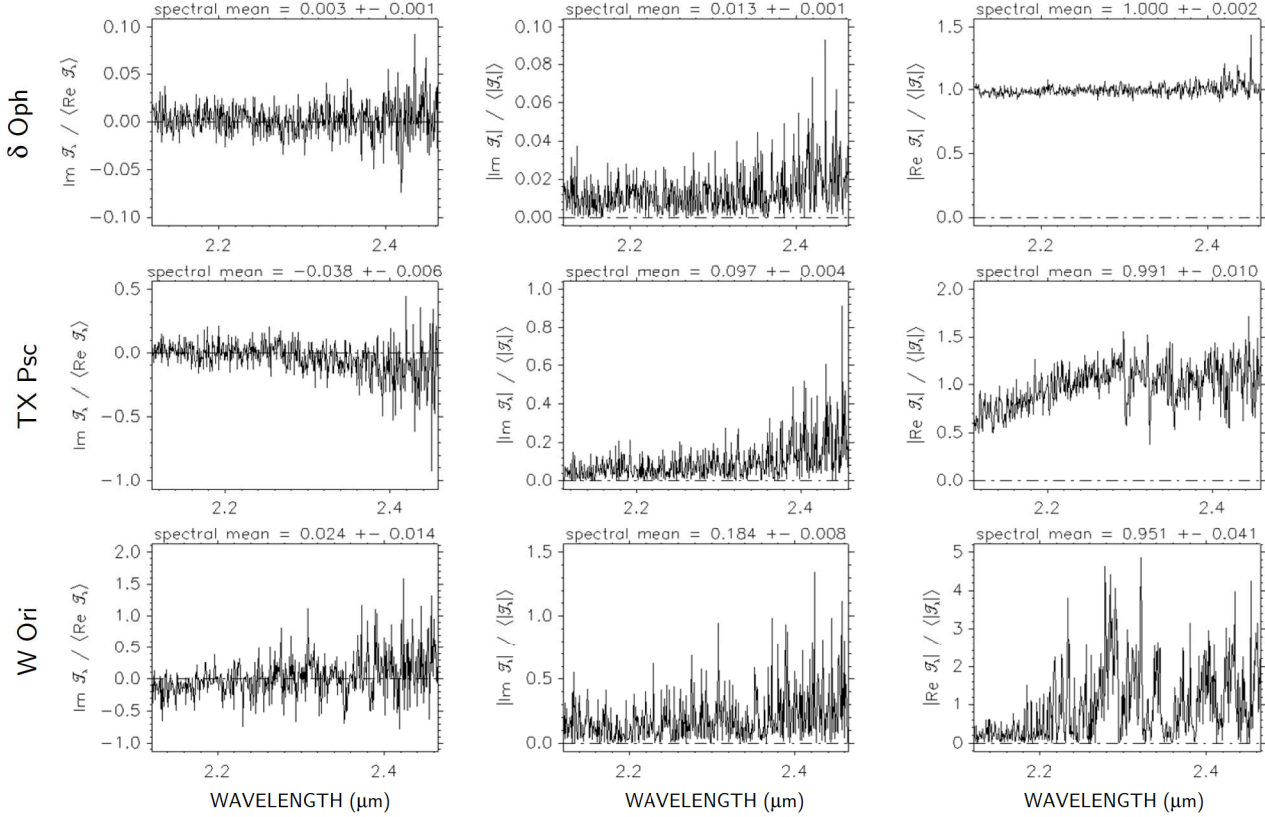 spectral mean = 0.003 +- 0.001
spectral mean = 0.013 +- 0.001
spectral mean = 1.000 +- 0.002
δ Oph
Im ℐλ / ⟨Re ℐλ⟩
0.10
0.05
0.00
−0.05
−0.10
2.2
2.4
|Im ℐλ| / ⟨|ℐλ|⟩
0.10
0.08
0.06
0.04
0.02
0.00
2.2
2.4
|Re ℐλ| / ⟨|ℐλ|⟩
1.5
1.0
0.5
0.0
2.2
2.4
spectral mean = −0.038 +- 0.006
spectral mean = 0.097 +- 0.004
spectral mean = 0.991 +- 0.010
TX Psc
Im ℐλ / ⟨Re ℐλ⟩
0.5
0.0
−0.5
−1.0
2.2
2.4
|Im ℐλ| / ⟨|ℐλ|⟩
1.0
0.8
0.6
0.4
0.2
0.0
2.2
2.4
|Re ℐλ| / ⟨|ℐλ|⟩
2.0
1.5
1.0
0.5
0.0
2.2
2.4
spectral mean = 0.024 +- 0.014
spectral mean = 0.184 +- 0.008
spectral mean = 0.951 +- 0.041
W Ori
Im ℐλ / ⟨Re ℐλ⟩
2.0
1.5
1.0
0.5
0.0
−0.5
−1.0
2.2
2.4
|Im ℐλ| / ⟨|ℐλ|⟩
1.5
1.0
0.5
0.0
2.2
2.4
|Re ℐλ| / ⟨|ℐλ|⟩
5
4
3
2
1
0
2.2
2.4
WAVELENGTH (μm)
WAVELENGTH (μm)
WAVELENGTH (μm)